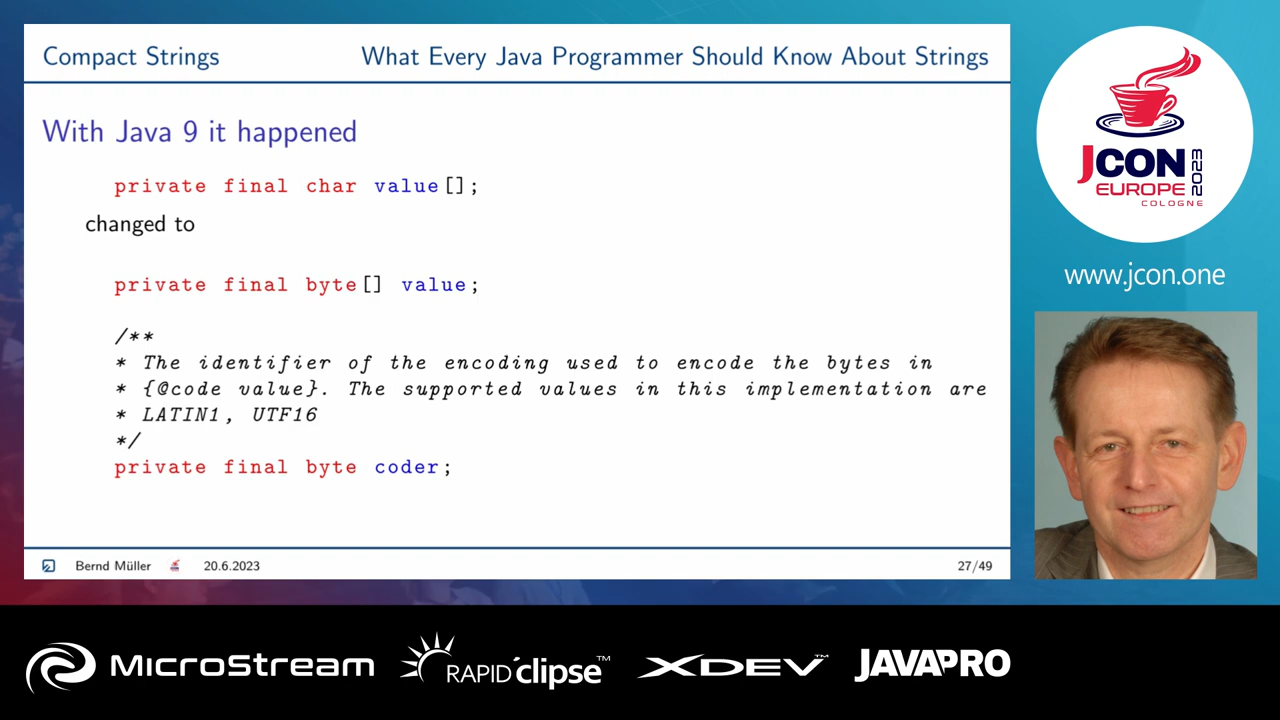 Compact Strings
What Every Java Programmer Should Know About Strings
With Java 9 it happened
private final char value[];
changed to
private final byte[] value;
/**
* The identifier of the encoding used to encode the bytes in
* {@code value}. The supported values in this implementation are
* LATIN1, UTF16
*/
private final byte coder;
Bernd Müller
20.6.2023
27/49
JCON
EUROPE
2023
COLOGNE
www.jcon.one
MicroStream
RAPIDclipse™
XDEV™
JAVAPRO